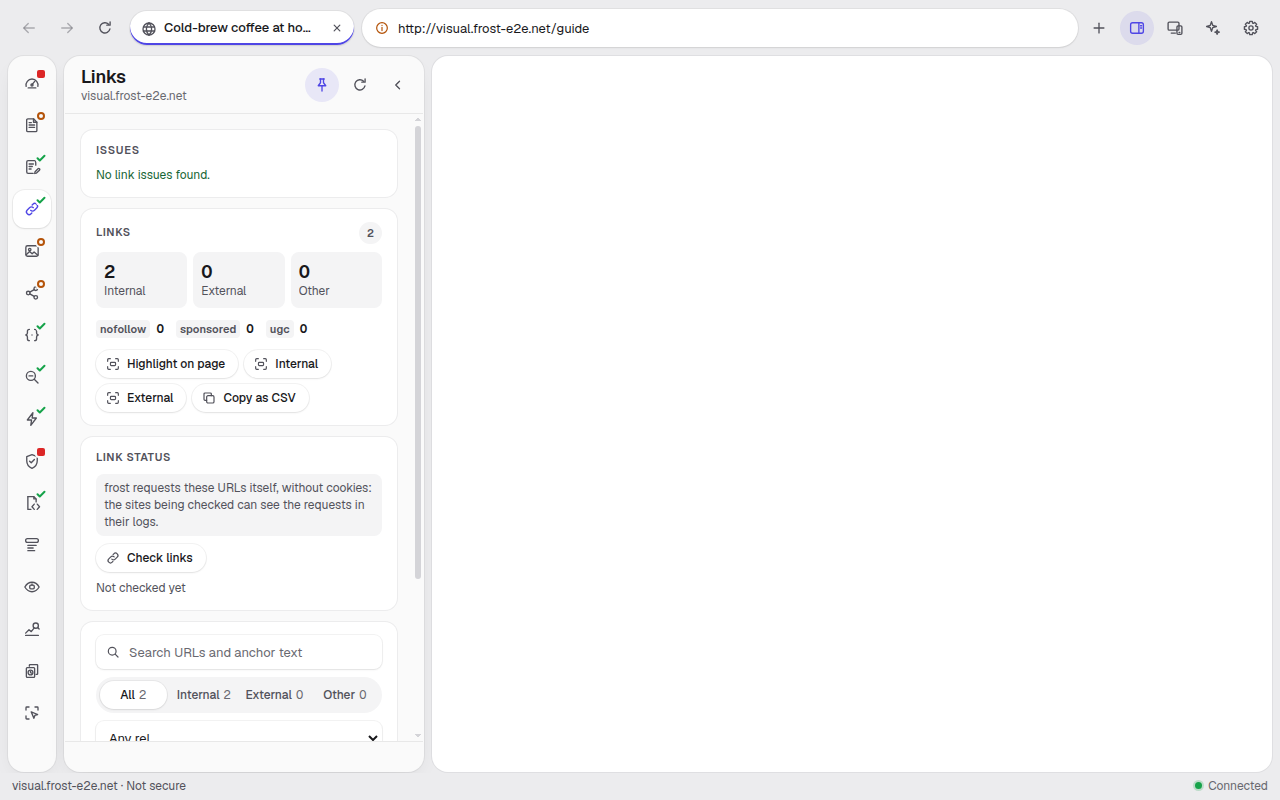 Cold-brew coffee at ho...
http://visual.frost-e2e.net/guide
Links
visual.frost-e2e.net
ISSUES
No link issues found.
LINKS
2
2
Internal
0
External
0
Other
nofollow 0 sponsored 0 ugc 0
Highlight on page
Internal
External
Copy as CSV
LINK STATUS
frost requests these URLs itself, without cookies:
the sites being checked can see the requests in
their logs.
Check links
Not checked yet
Search URLs and anchor text
All 2 Internal 2 External 0 Other 0
Any rel
visual.frost-e2e.net · Not secure
Connected